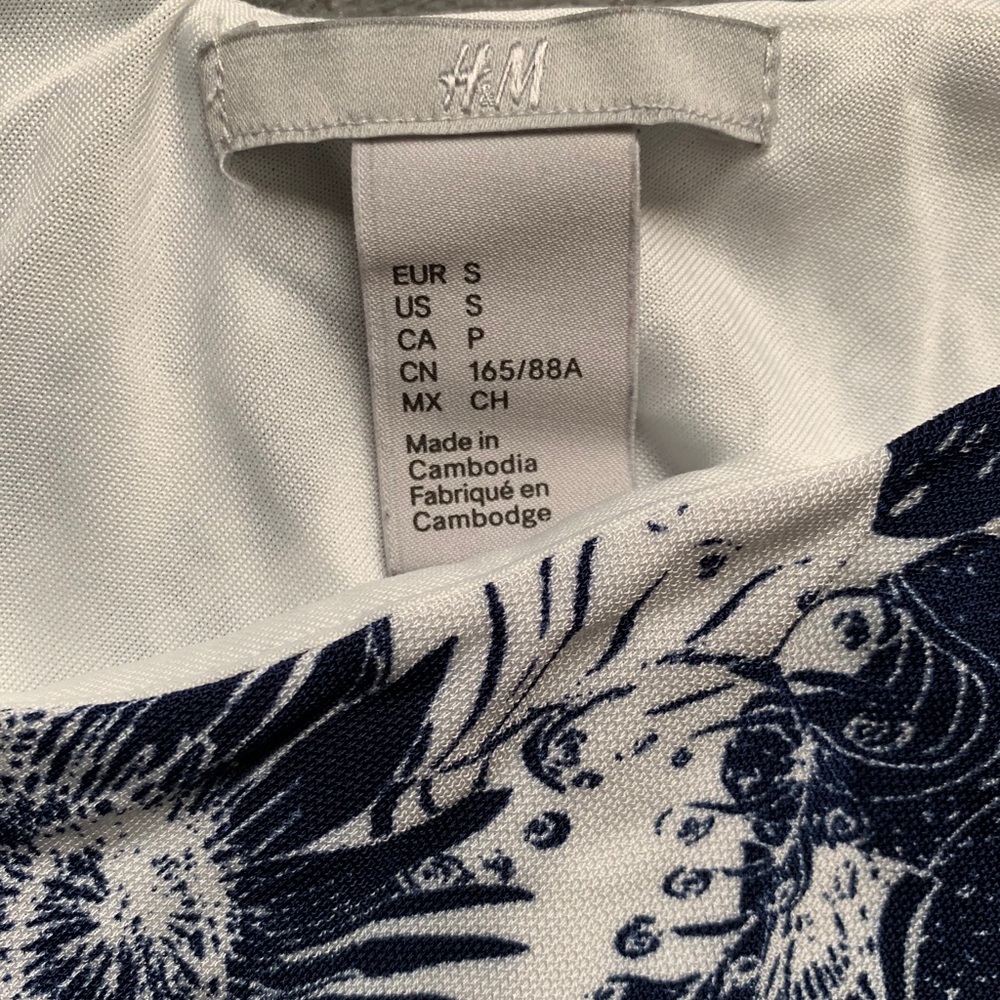 H&M
EUR S
US S
CA P
CN 165/88A
MX CH
Made in
Cambodia
Fabriqué en
Cambodge